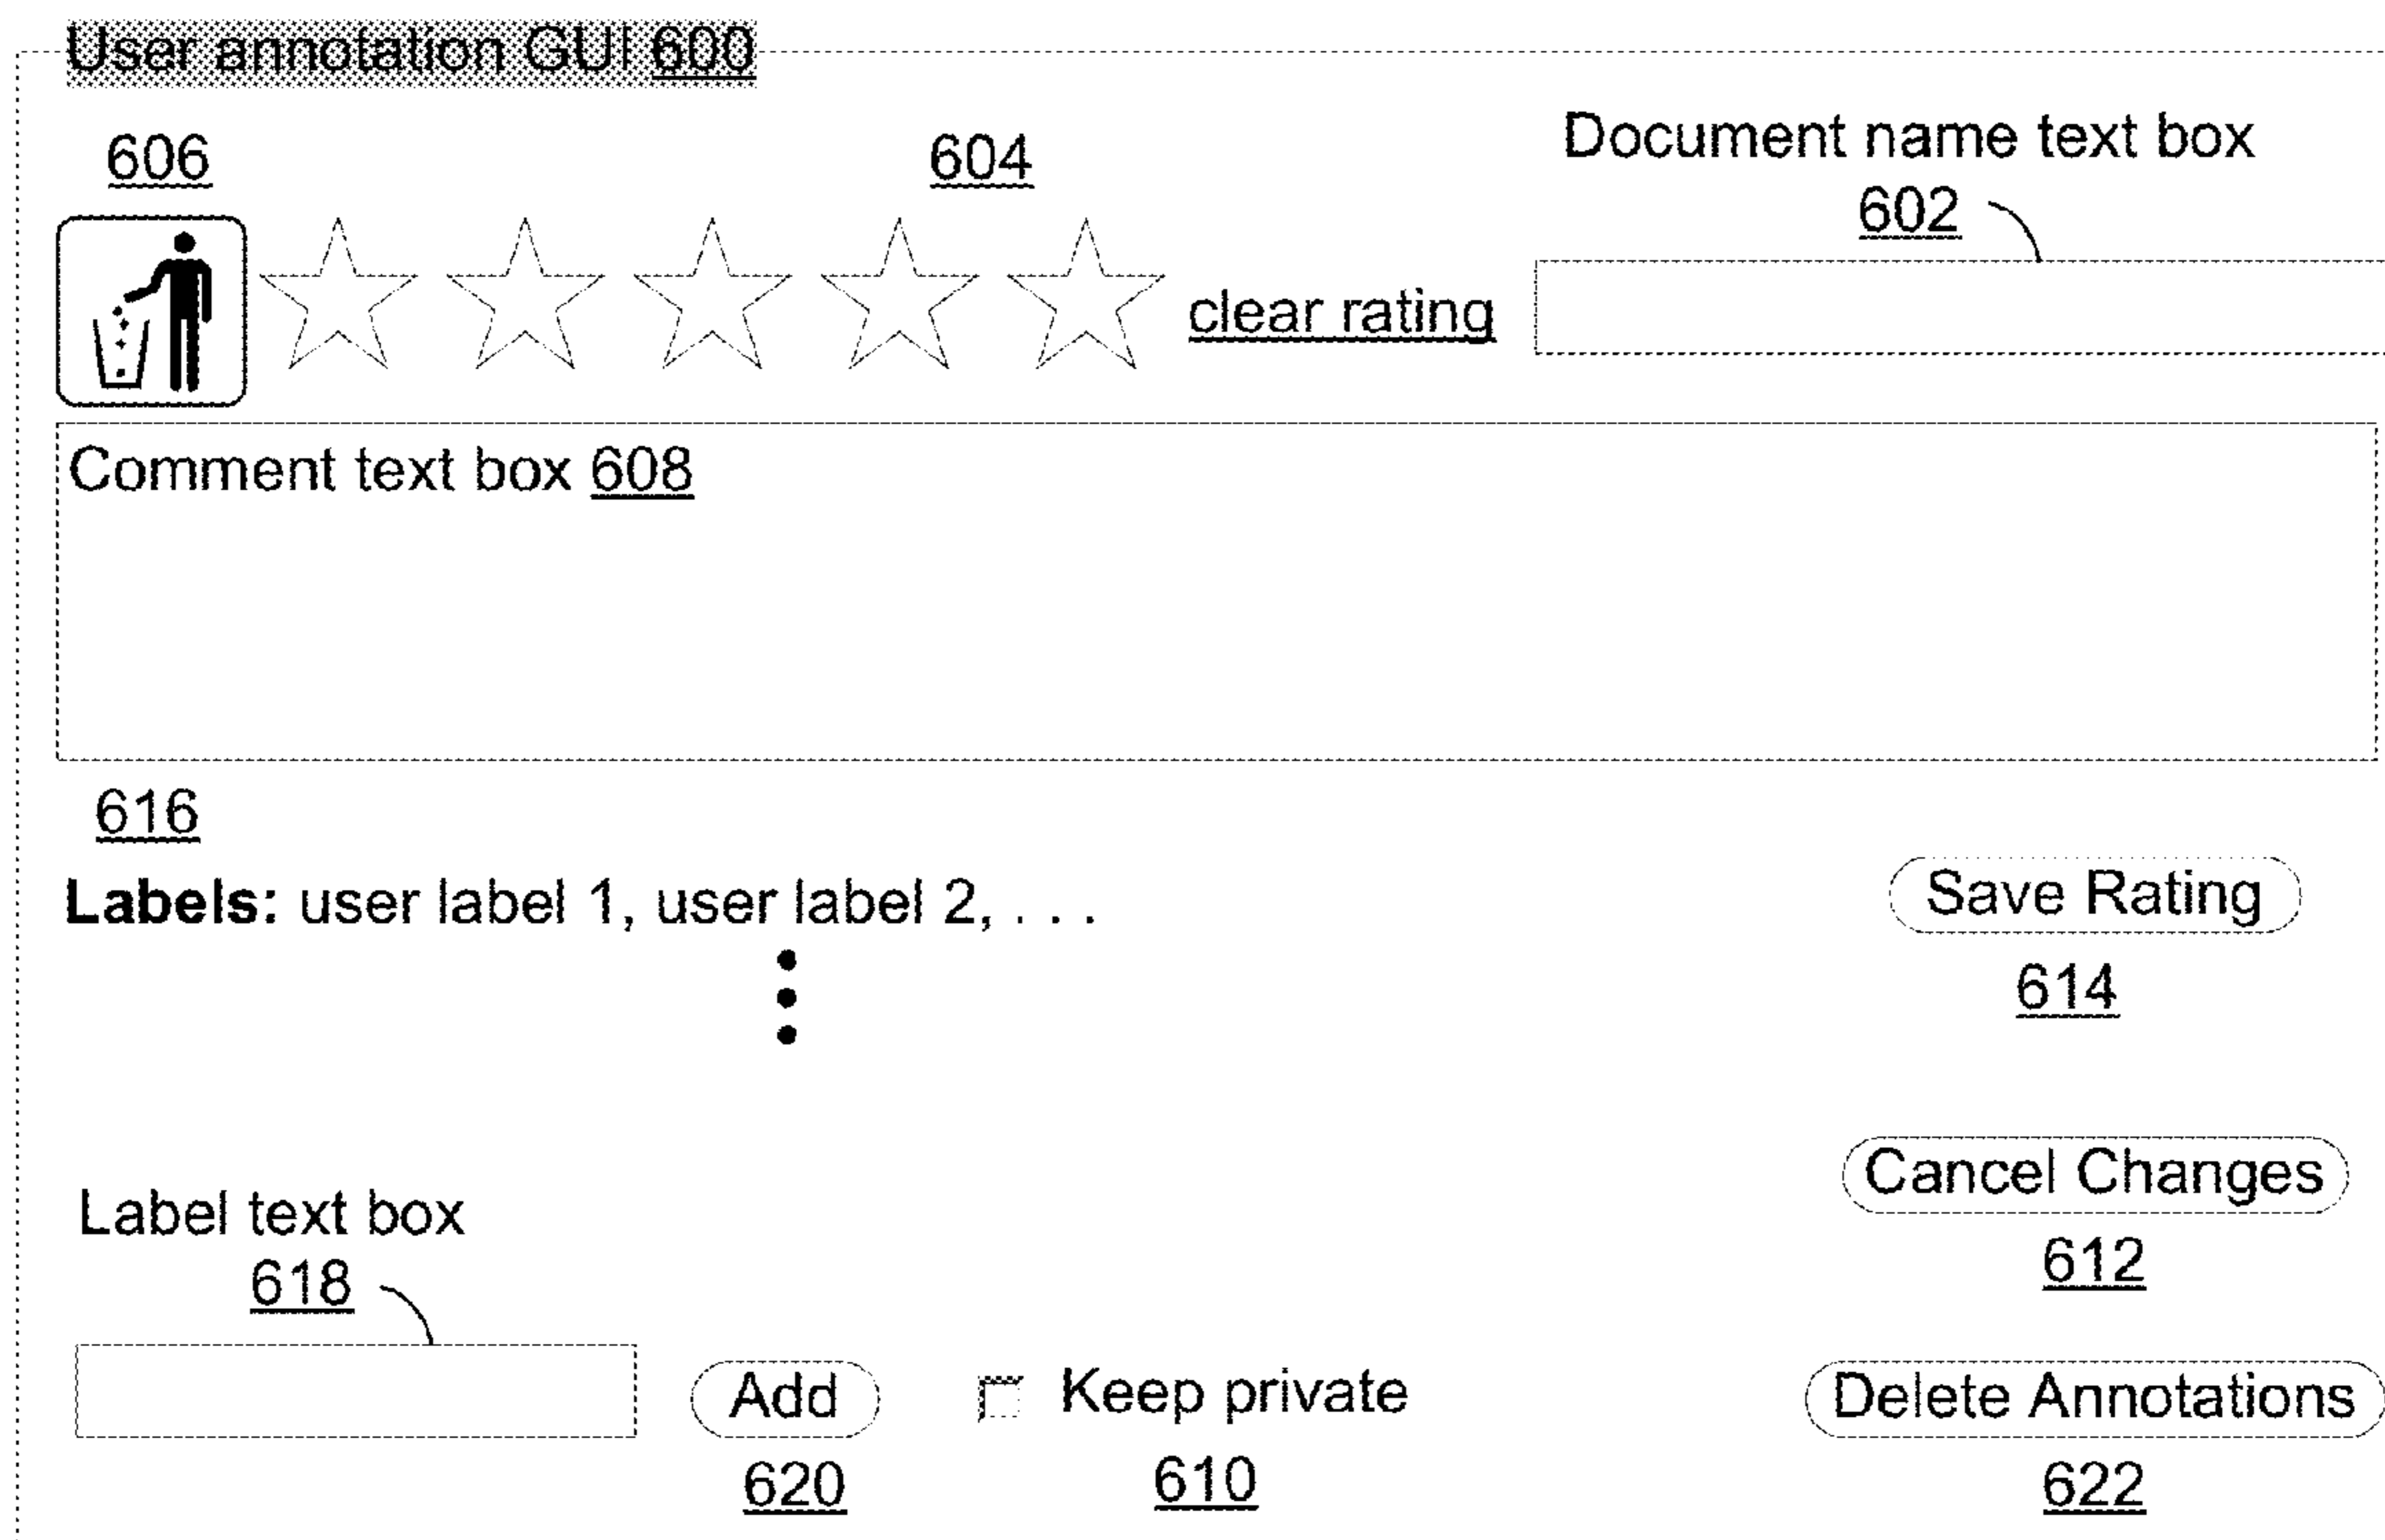 User annotation GUI 600
606
604
Document name text box
602
clear rating
Comment text box 608
616
Labels: user label 1, user label 2, . . .
Save Rating
614
Cancel Changes
612
Label text box
618
Add
Keep private
Delete Annotations
620
610
622